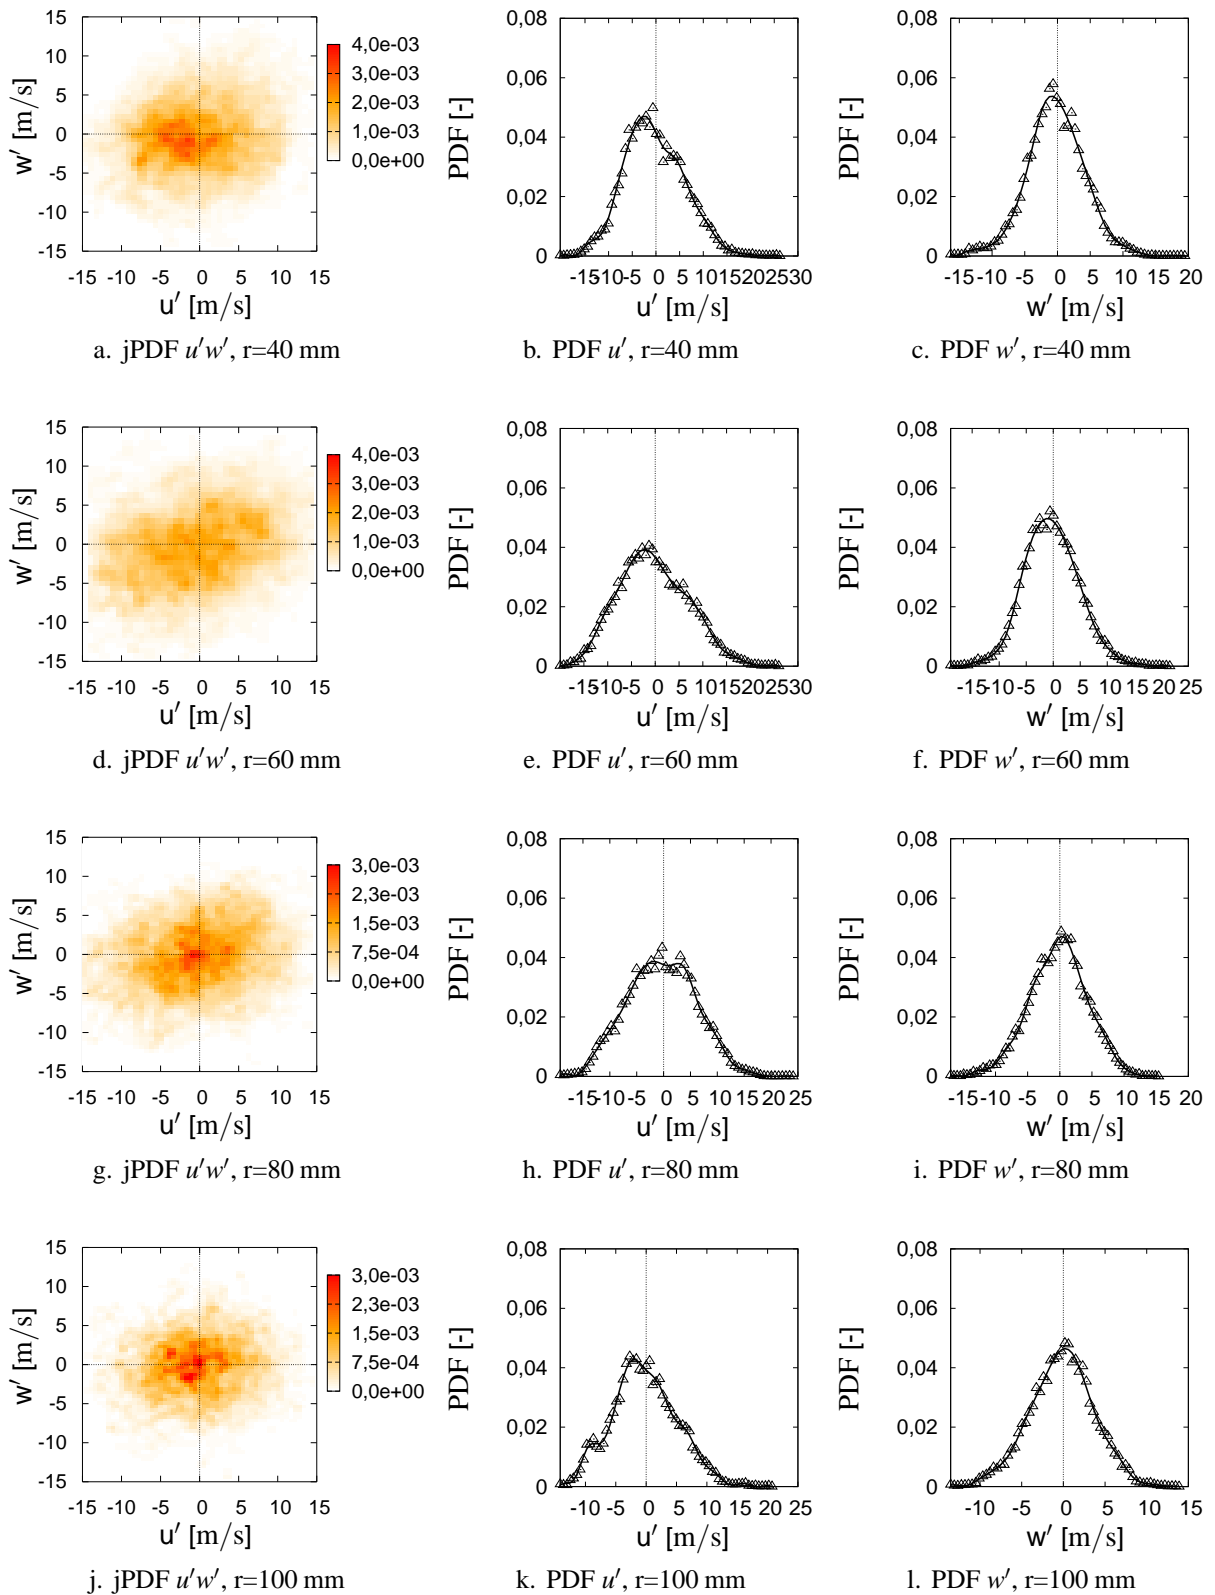 15
10
5
0
-5
-10
-15
-15 -10 -5 0 5 10 15
w′ [m/s]
u′ [m/s]
4,0e-03
3,0e-03
2,0e-03
1,0e-03
0,0e+00
a. jPDF u′w′, r=40 mm
0,08
0,06
0,04
0,02
0
PDF [-]
-15-10-5 0 5 1015202530
u′ [m/s]
b. PDF u′, r=40 mm
0,08
0,06
0,04
0,02
0
PDF [-]
-15-10 -5 0 5 10 15 20
w′ [m/s]
c. PDF w′, r=40 mm
15
10
5
0
-5
-10
-15
-15 -10 -5 0 5 10 15
w′ [m/s]
u′ [m/s]
4,0e-03
3,0e-03
2,0e-03
1,0e-03
0,0e+00
d. jPDF u′w′, r=60 mm
0,08
0,06
0,04
0,02
0
PDF [-]
-15-10-5 0 5 1015202530
u′ [m/s]
e. PDF u′, r=60 mm
0,08
0,06
0,04
0,02
0
PDF [-]
-15-10-5 0 5 10 15 20 25
w′ [m/s]
f. PDF w′, r=60 mm
15
10
5
0
-5
-10
-15
-15 -10 -5 0 5 10 15
w′ [m/s]
u′ [m/s]
3,0e-03
2,3e-03
1,5e-03
7,5e-04
0,0e+00
g. jPDF u′w′, r=80 mm
0,08
0,06
0,04
0,02
0
PDF [-]
-15-10 -5 0 5 10 15 20 25
u′ [m/s]
h. PDF u′, r=80 mm
0,08
0,06
0,04
0,02
0
PDF [-]
-15-10 -5 0 5 10 15 20
w′ [m/s]
i. PDF w′, r=80 mm
15
10
5
0
-5
-10
-15
-15 -10 -5 0 5 10 15
w′ [m/s]
u′ [m/s]
3,0e-03
2,3e-03
1,5e-03
7,5e-04
0,0e+00
j. jPDF u′w′, r=100 mm
0,08
0,06
0,04
0,02
0
PDF [-]
-10 -5 0 5 10 15 20 25
u′ [m/s]
k. PDF u′, r=100 mm
0,08
0,06
0,04
0,02
0
PDF [-]
-10 -5 0 5 10 15
w′ [m/s]
l. PDF w′, r=100 mm